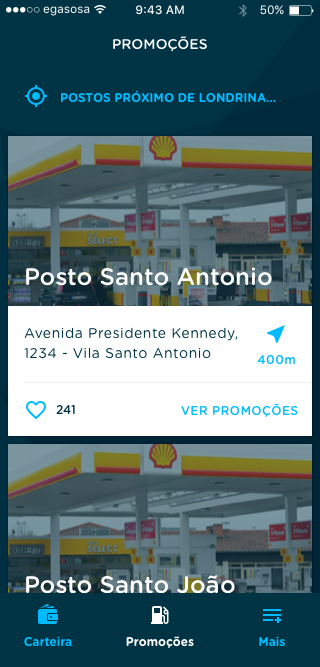 egasosa 9:43 AM 50%
PROMOÇÕES
POSTOS PRÓXIMO DE LONDRINA...
SELECT
Posto Santo Antonio
Avenida Presidente Kennedy,
1234 - Vila Santo Antonio
400m
241
VER PROMOÇÕES
Posto Santo João
Carteira Promoções Mais